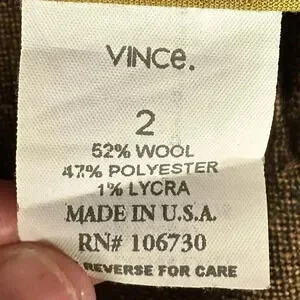 VINCE.
2
52% WOOL
47% POLYESTER
1% LYCRA
MADE IN U.S.A.
RN# 106730
REVERSE FOR CARE